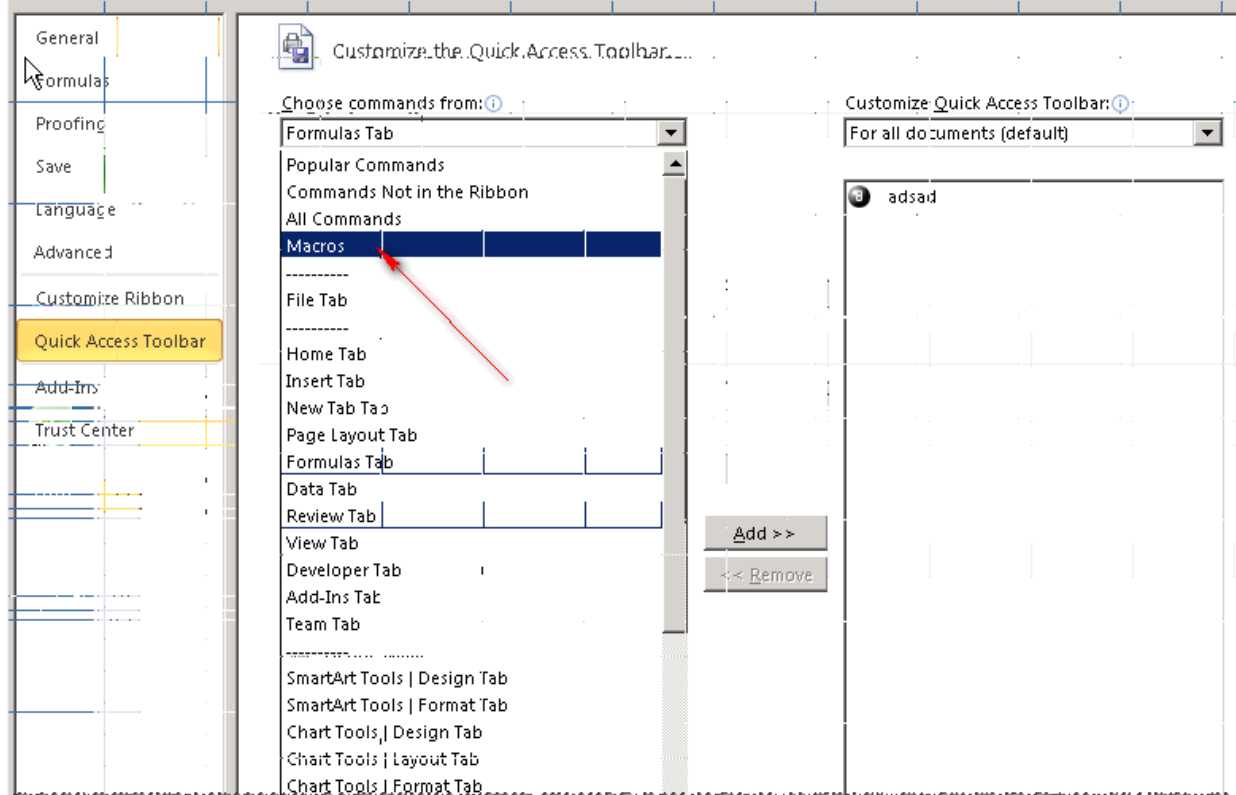 General
Formulas
Proofing
Save
Language
Advanced
Customize Ribbon
Quick Access Toolbar
Add-Ins
Trust Center
Customize the Quick Access Toolbar.
Choose commands from:
Formulas Tab
Popular Commands
Commands Not in the Ribbon
All Commands
Macros
----------
File Tab
----------
Home Tab
Insert Tab
New Tab Tab
Page Layout Tab
Formulas Tab
Data Tab
Review Tab
View Tab
Developer Tab
Add-Ins Tab
Team Tab
----------
SmartArt Tools | Design Tab
SmartArt Tools | Format Tab
Chart Tools | Design Tab
Chart Tools | Layout Tab
Chart Tools | Format Tab
Add >>
<< Remove
Customize Quick Access Toolbar:
For all documents (default)
adsad